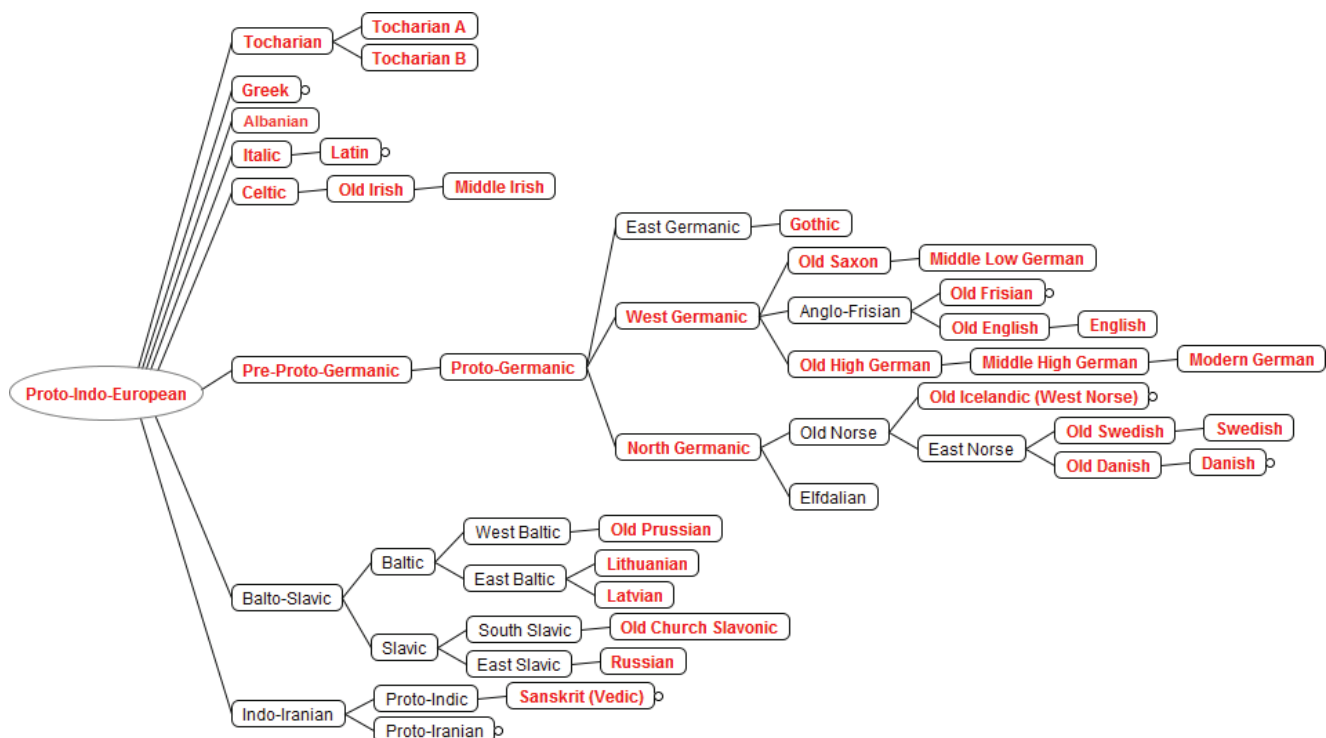 Tocharian
Tocharian A
Tocharian B
Greek
Albanian
Italic
Latin
Celtic
Old Irish
Middle Irish
Proto-Indo-European
Pre-Proto-Germanic
Proto-Germanic
East Germanic
Gothic
West Germanic
Old Saxon
Middle Low German
Anglo-Frisian
Old Frisian
Old English
English
Old High German
Middle High German
Modern German
North Germanic
Old Norse
Old Icelandic (West Norse)
East Norse
Old Swedish
Swedish
Old Danish
Danish
Elfdalian
Balto-Slavic
Baltic
West Baltic
Old Prussian
East Baltic
Lithuanian
Latvian
Slavic
South Slavic
Old Church Slavonic
East Slavic
Russian
Indo-Iranian
Proto-Indic
Sanskrit (Vedic)
Proto-Iranian